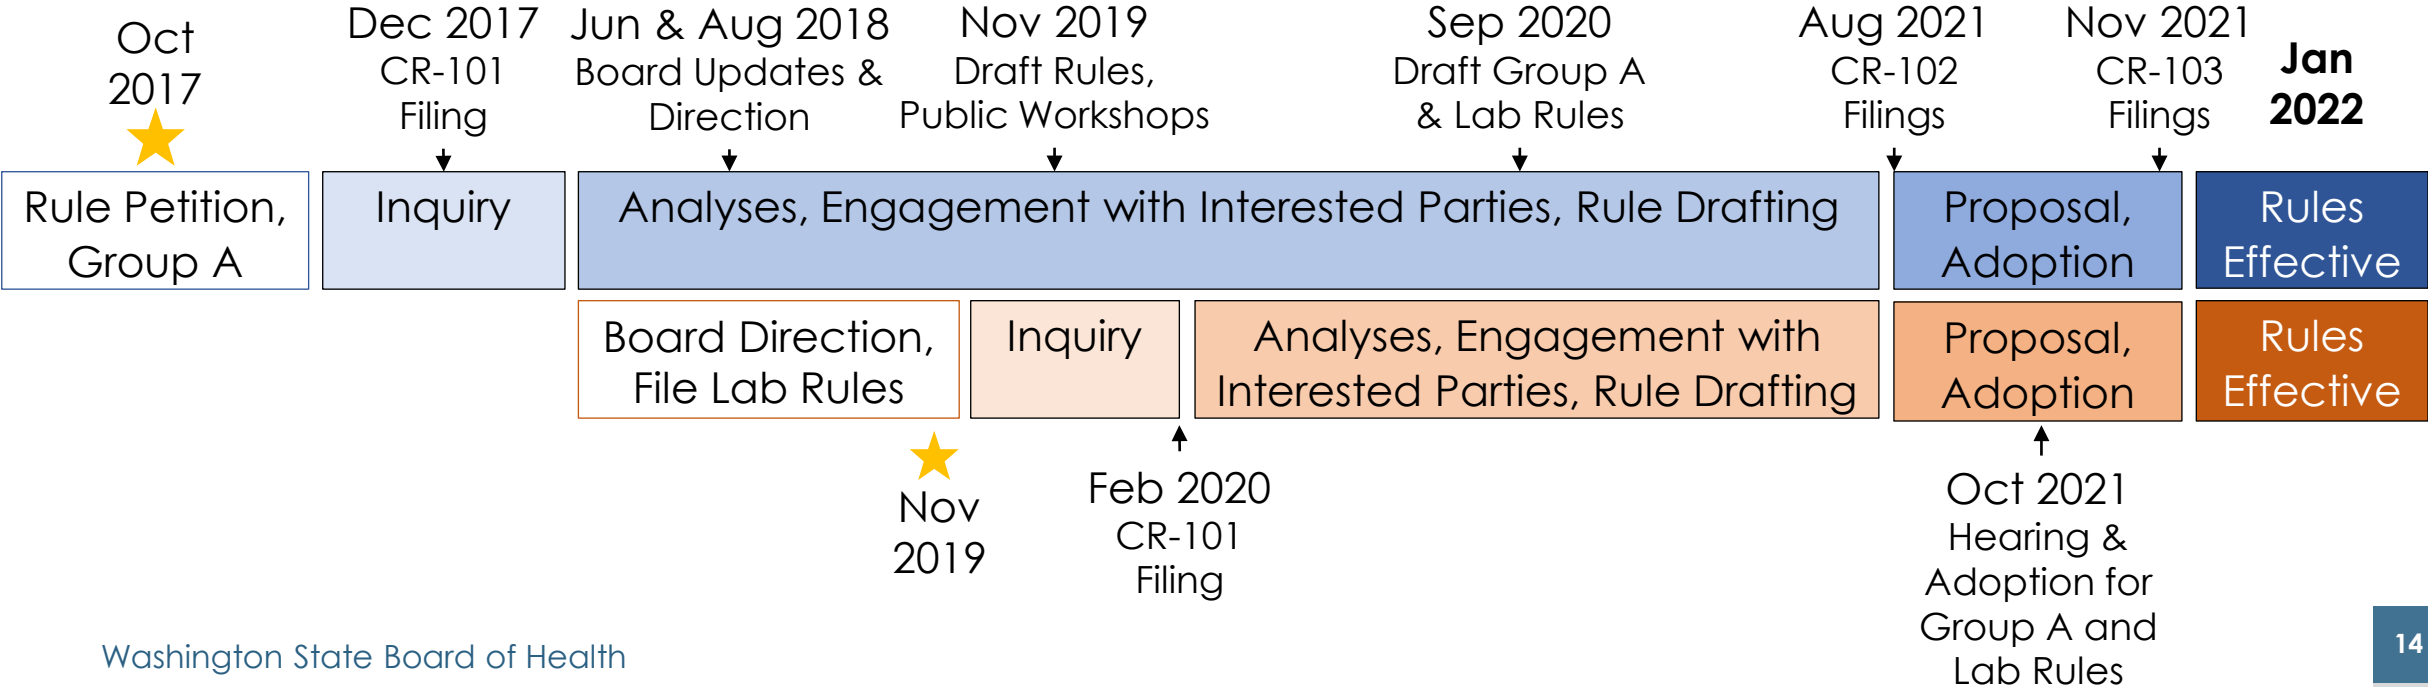 Oct
2017
Dec 2017
CR-101
Filing
Jun & Aug 2018
Board Updates &
Direction
Nov 2019
Draft Rules,
Public Workshops
Sep 2020
Draft Group A
& Lab Rules
Aug 2021
CR-102
Filings
Nov 2021
CR-103
Filings
Jan
2022
Rule Petition,
Group A
Inquiry
Analyses, Engagement with Interested Parties, Rule Drafting
Proposal,
Adoption
Rules
Effective
Board Direction,
File Lab Rules
Inquiry
Analyses, Engagement with
Interested Parties, Rule Drafting
Proposal,
Adoption
Rules
Effective
Nov
2019
Feb 2020
CR-101
Filing
Oct 2021
Hearing &
Adoption for
Group A and
Lab Rules
Washington State Board of Health
14